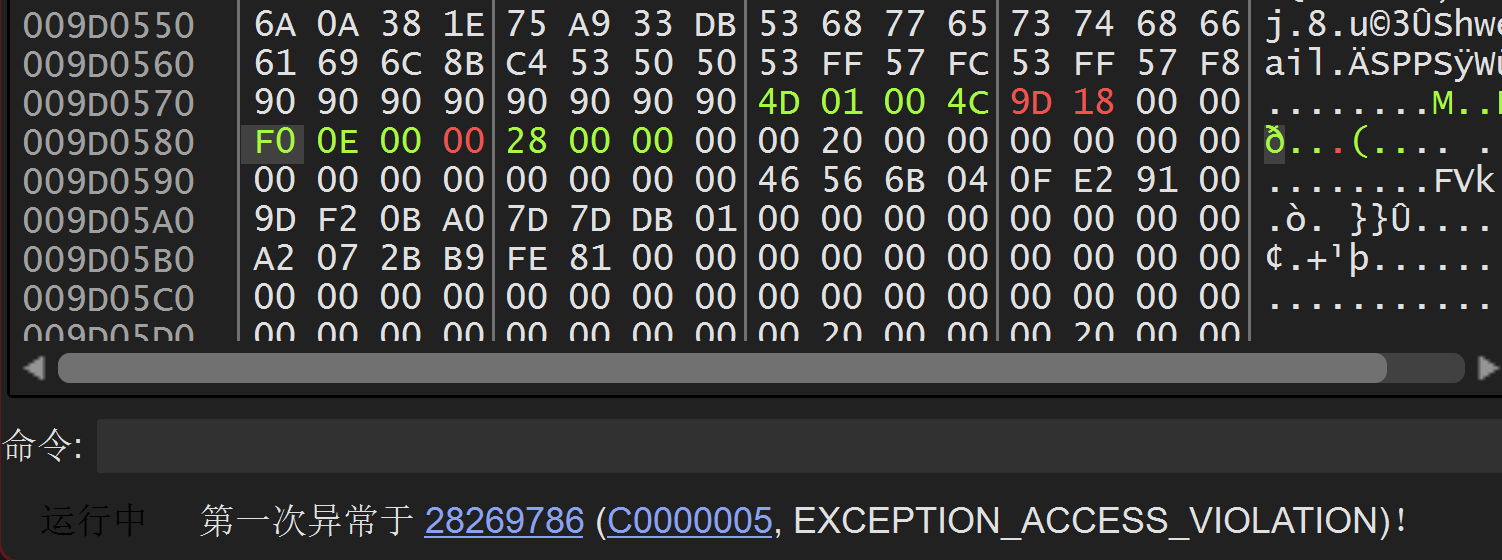 009D0550 6A 0A 38 1E 75 A9 33 DB 53 68 77 65 73 74 68 66 j.8.u©3ÛShwe
009D0560 61 69 6C 8B C4 53 50 50 53 FF 57 FC 53 FF 57 F8 ail.ÄSPPSÿWü
009D0570 90 90 90 90 90 90 90 90 4D 01 00 4C 9D 18 00 00 ........M..L
009D0580 F0 0E 00 00 28 00 00 00 00 20 00 00 00 00 00 00 ð...(.... .
009D0590 00 00 00 00 00 00 00 00 46 56 6B 04 0F E2 91 00 ........FVk
009D05A0 9D F2 0B A0 7D 7D DB 01 00 00 00 00 00 00 00 00 .ò. }}Û....
009D05B0 A2 07 2B B9 FE 81 00 00 00 00 00 00 00 00 00 00 ¢.+¹þ......
009D05C0 00 00 00 00 00 00 00 00 00 00 00 00 00 00 00 00 ...........
009D05D0 00 00 00 00 00 00 00 00 00 20 00 00 00 20 00 00
命令:
运行中 第一次异常于 28269786 (C0000005, EXCEPTION_ACCESS_VIOLATION)!